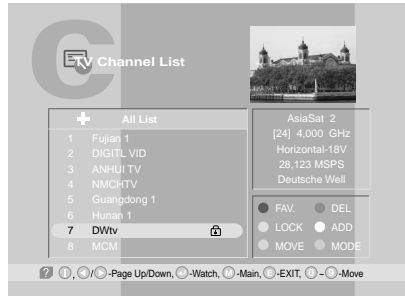 TV Channel List
All List
1 Fujian 1
2 DIGITL VID
3 ANHUI TV
4 NMCHTV
5 Guangdong 1
6 Hunan 1
7 DWtv
8 MCM
AsiaSat 2
[24] 4,000 GHz
Horizontal-18V
28,123 MSPS
Deutsche Well
FAV. DEL
LOCK ADD
MOVE MODE
? , / -Page Up/Down, -Watch, M -Main, E -EXIT, 0 – 9 -Move